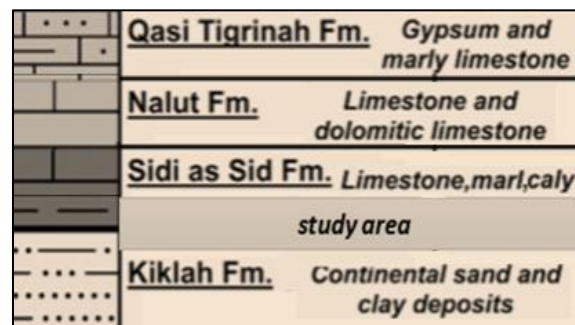 Qasi Tigrinah Fm. Gypsum and
marly limestone
Nalut Fm. Limestone and
dolomitic limestone
Sidi as Sid Fm. Limestone,marl,caly
study area
Kiklah Fm. Continental sand and
clay deposits